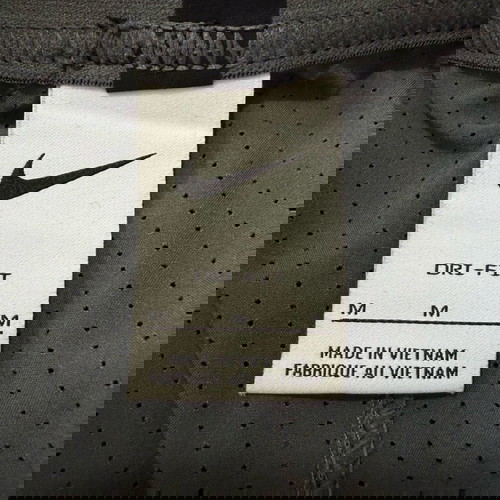 DRI-FIT
M M M
MADE IN VIETNAM
FABRIQUÉ AU VIETNAM